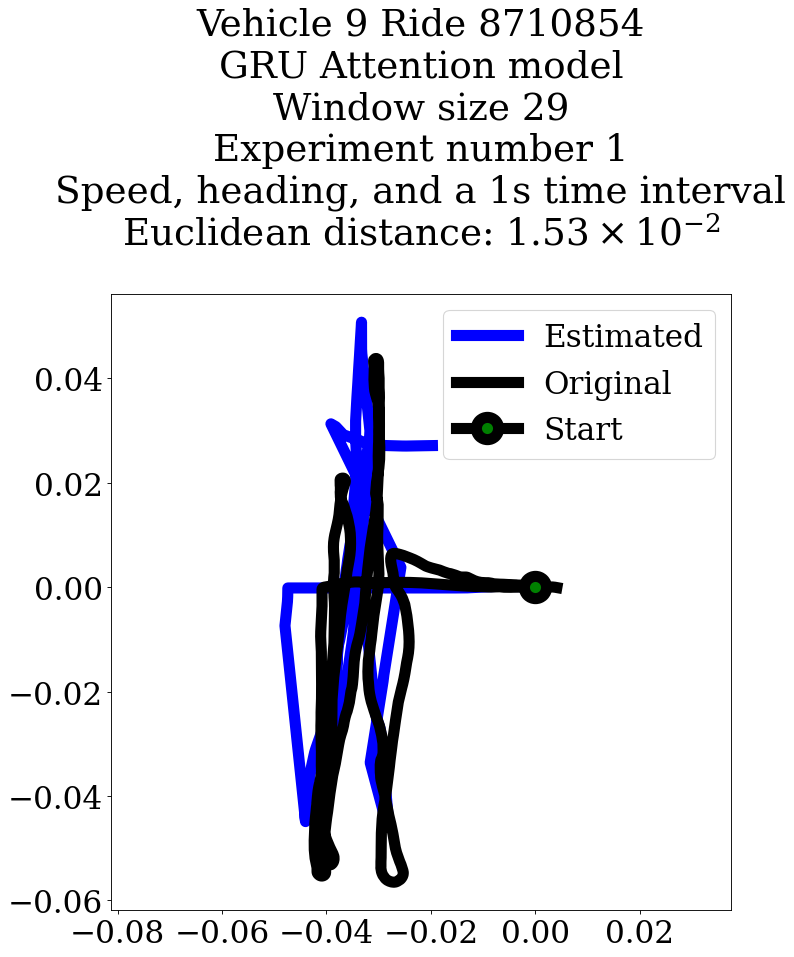 Vehicle 9 Ride 8710854
GRU Attention model
Window size 29
Experiment number 1
Speed, heading, and a 1s time interval
Euclidean distance: 1.53 × 10⁻²
Estimated
Original
Start
0.04
0.02
0.00
−0.02
−0.04
−0.06
−0.08 −0.06 −0.04 −0.02 0.00 0.02